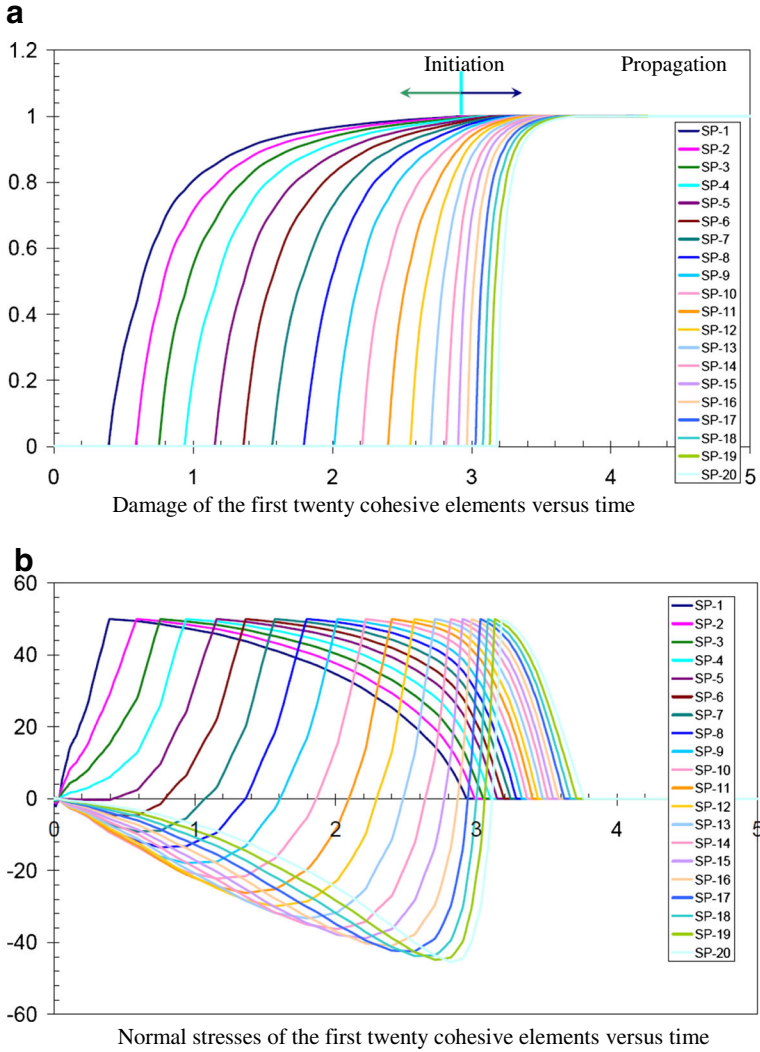 a
1.2
Initiation Propagation
1
0.8
0.6
0.4
0.2
0
0 1 2 3 4 5
SP-1
SP-2
SP-3
SP-4
SP-5
SP-6
SP-7
SP-8
SP-9
SP-10
SP-11
SP-12
SP-13
SP-14
SP-15
SP-16
SP-17
SP-18
SP-19
SP-20
Damage of the first twenty cohesive elements versus time
b
60
40
20
0
-20
-40
-60
0 1 2 3 4 5
SP-1
SP-2
SP-3
SP-4
SP-5
SP-6
SP-7
SP-8
SP-9
SP-10
SP-11
SP-12
SP-13
SP-14
SP-15
SP-16
SP-17
SP-18
SP-19
SP-20
Normal stresses of the first twenty cohesive elements versus time